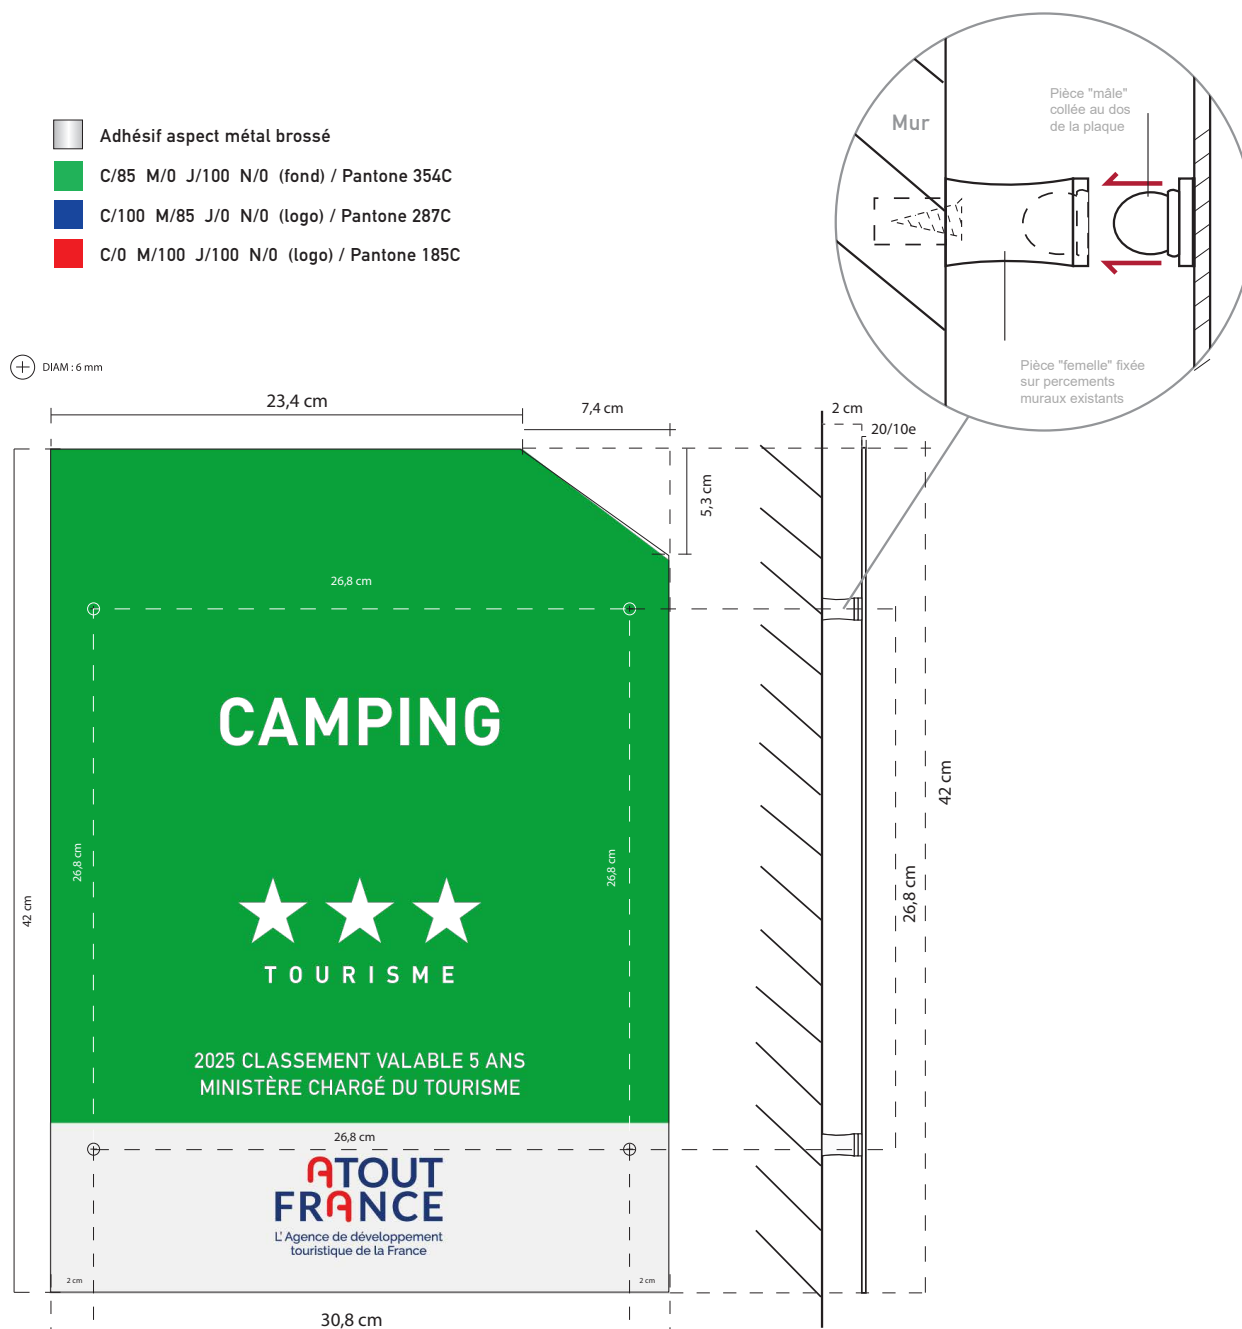 Adhésif aspect métal brossé
C/85 M/0 J/100 N/0 (fond) / Pantone 354C
C/100 M/85 J/0 N/0 (logo) / Pantone 287C
C/0 M/100 J/100 N/0 (logo) / Pantone 185C
Mur
Pièce "mâle"
collée au dos
de la plaque
Pièce "femelle" fixée
sur percements
muraux existants
DIAM : 6 mm
23,4 cm
7,4 cm
2 cm
20/10e
5,3 cm
26,8 cm
CAMPING
26,8 cm
26,8 cm
42 cm
42 cm
26,8 cm
TOURISME
2025 CLASSEMENT VALABLE 5 ANS
MINISTÈRE CHARGÉ DU TOURISME
26,8 cm
ATOUT
FRANCE
L'Agence de développement
touristique de la France
2 cm
2 cm
30,8 cm